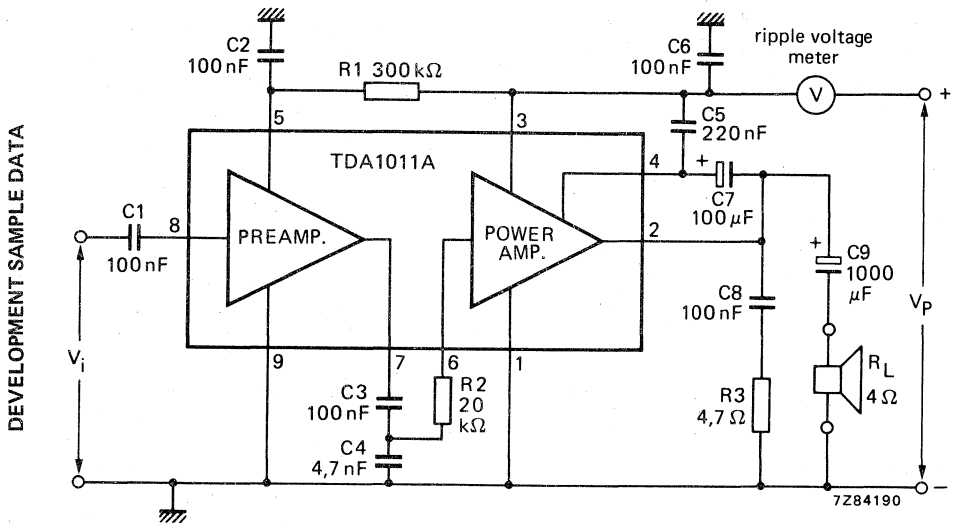 DEVELOPMENT SAMPLE DATA
C2
100 nF
R1 300 kΩ
C6
100 nF
ripple voltage
meter
V
+
5
3
C5
220 nF
TDA1011A
4
+
C7
100 µF
C1
100 nF
8
PREAMP.
POWER
AMP.
2
+
C9
1000
µF
C8
100 nF
Vp
Vi
9
7
6
1
C3
100 nF
R2
20
kΩ
R3
4,7 Ω
RL
4 Ω
C4
4,7 nF
−
7Z84190